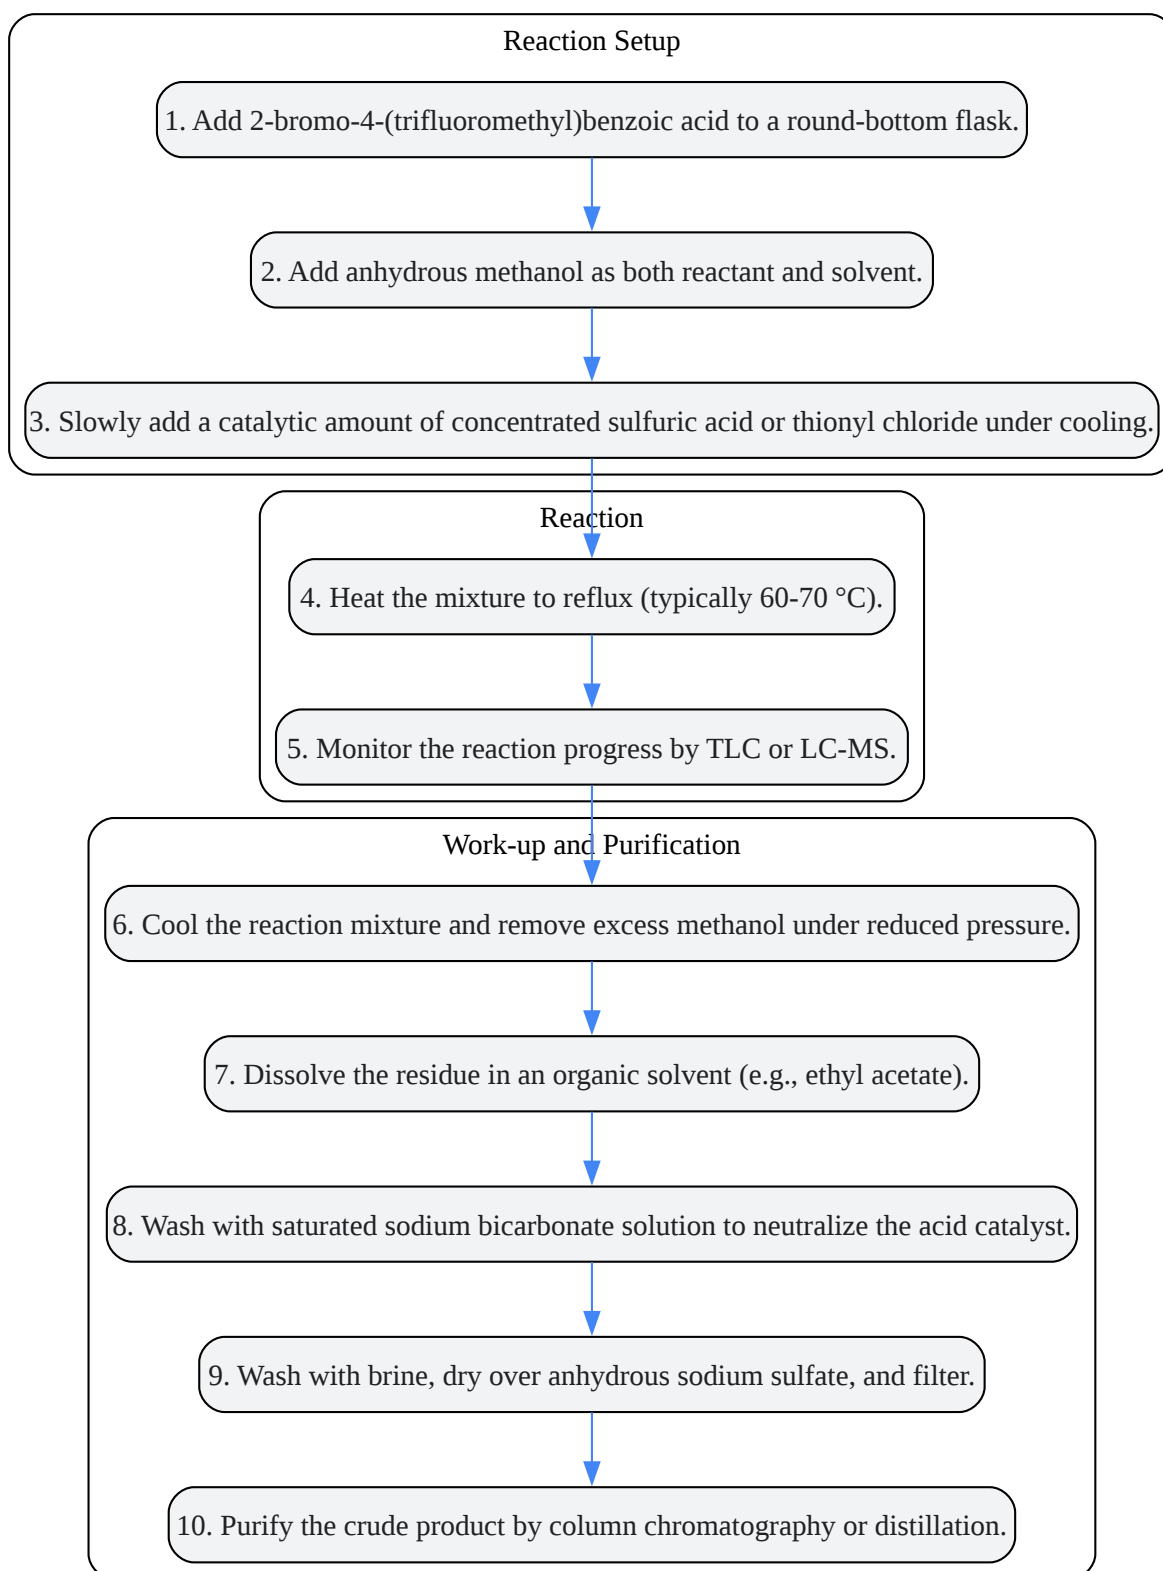 Reaction Setup
1. Add 2-bromo-4-(trifluoromethyl)benzoic acid to a round-bottom flask.
2. Add anhydrous methanol as both reactant and solvent.
3. Slowly add a catalytic amount of concentrated sulfuric acid or thionyl chloride under cooling.
Reaction
4. Heat the mixture to reflux (typically 60-70 °C).
5. Monitor the reaction progress by TLC or LC-MS.
Work-up and Purification
6. Cool the reaction mixture and remove excess methanol under reduced pressure.
7. Dissolve the residue in an organic solvent (e.g., ethyl acetate).
8. Wash with saturated sodium bicarbonate solution to neutralize the acid catalyst.
9. Wash with brine, dry over anhydrous sodium sulfate, and filter.
10. Purify the crude product by column chromatography or distillation.